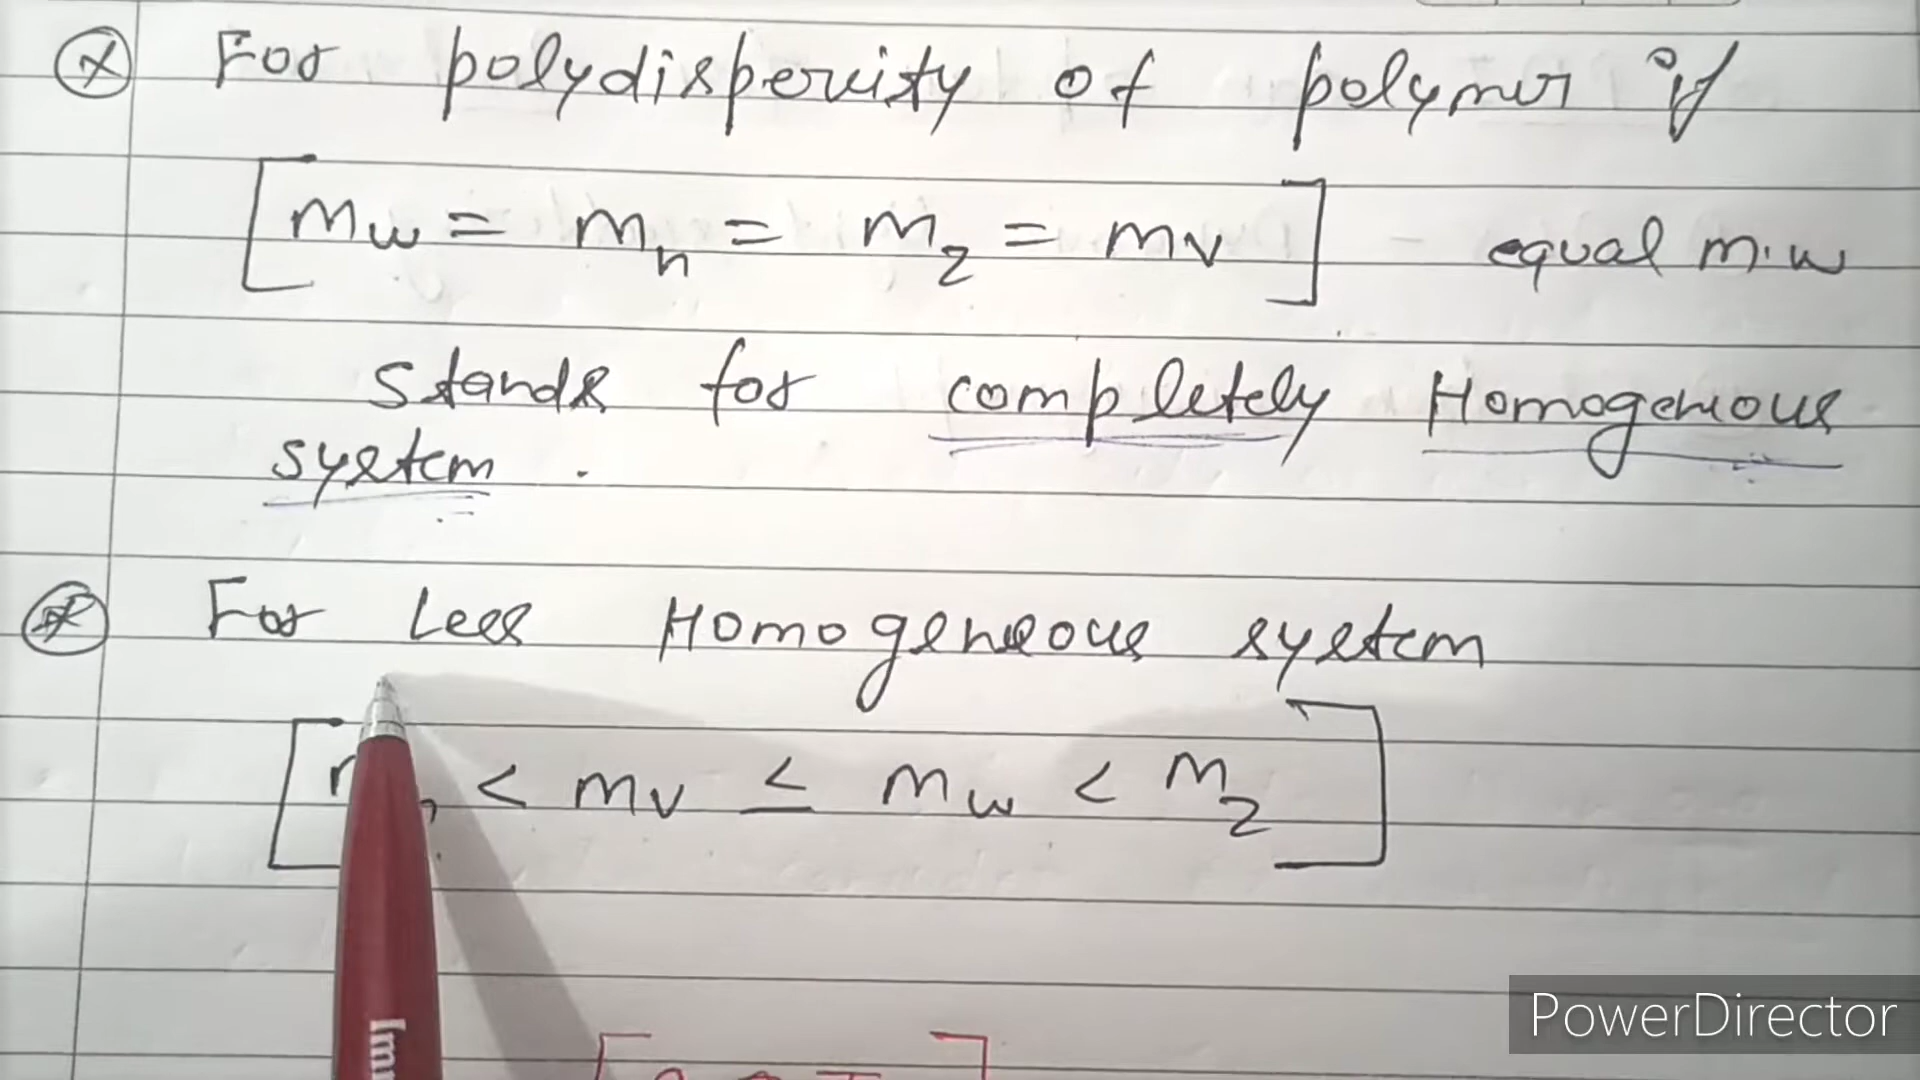 For polydispersity of polymer if
[ Mw = Mn = Mz = Mv ] - equal m.w
stands for completely Homogenous
system .
For Less Homogeneous system
[ < Mv ≤ Mw < Mz ]
Im
PowerDirector